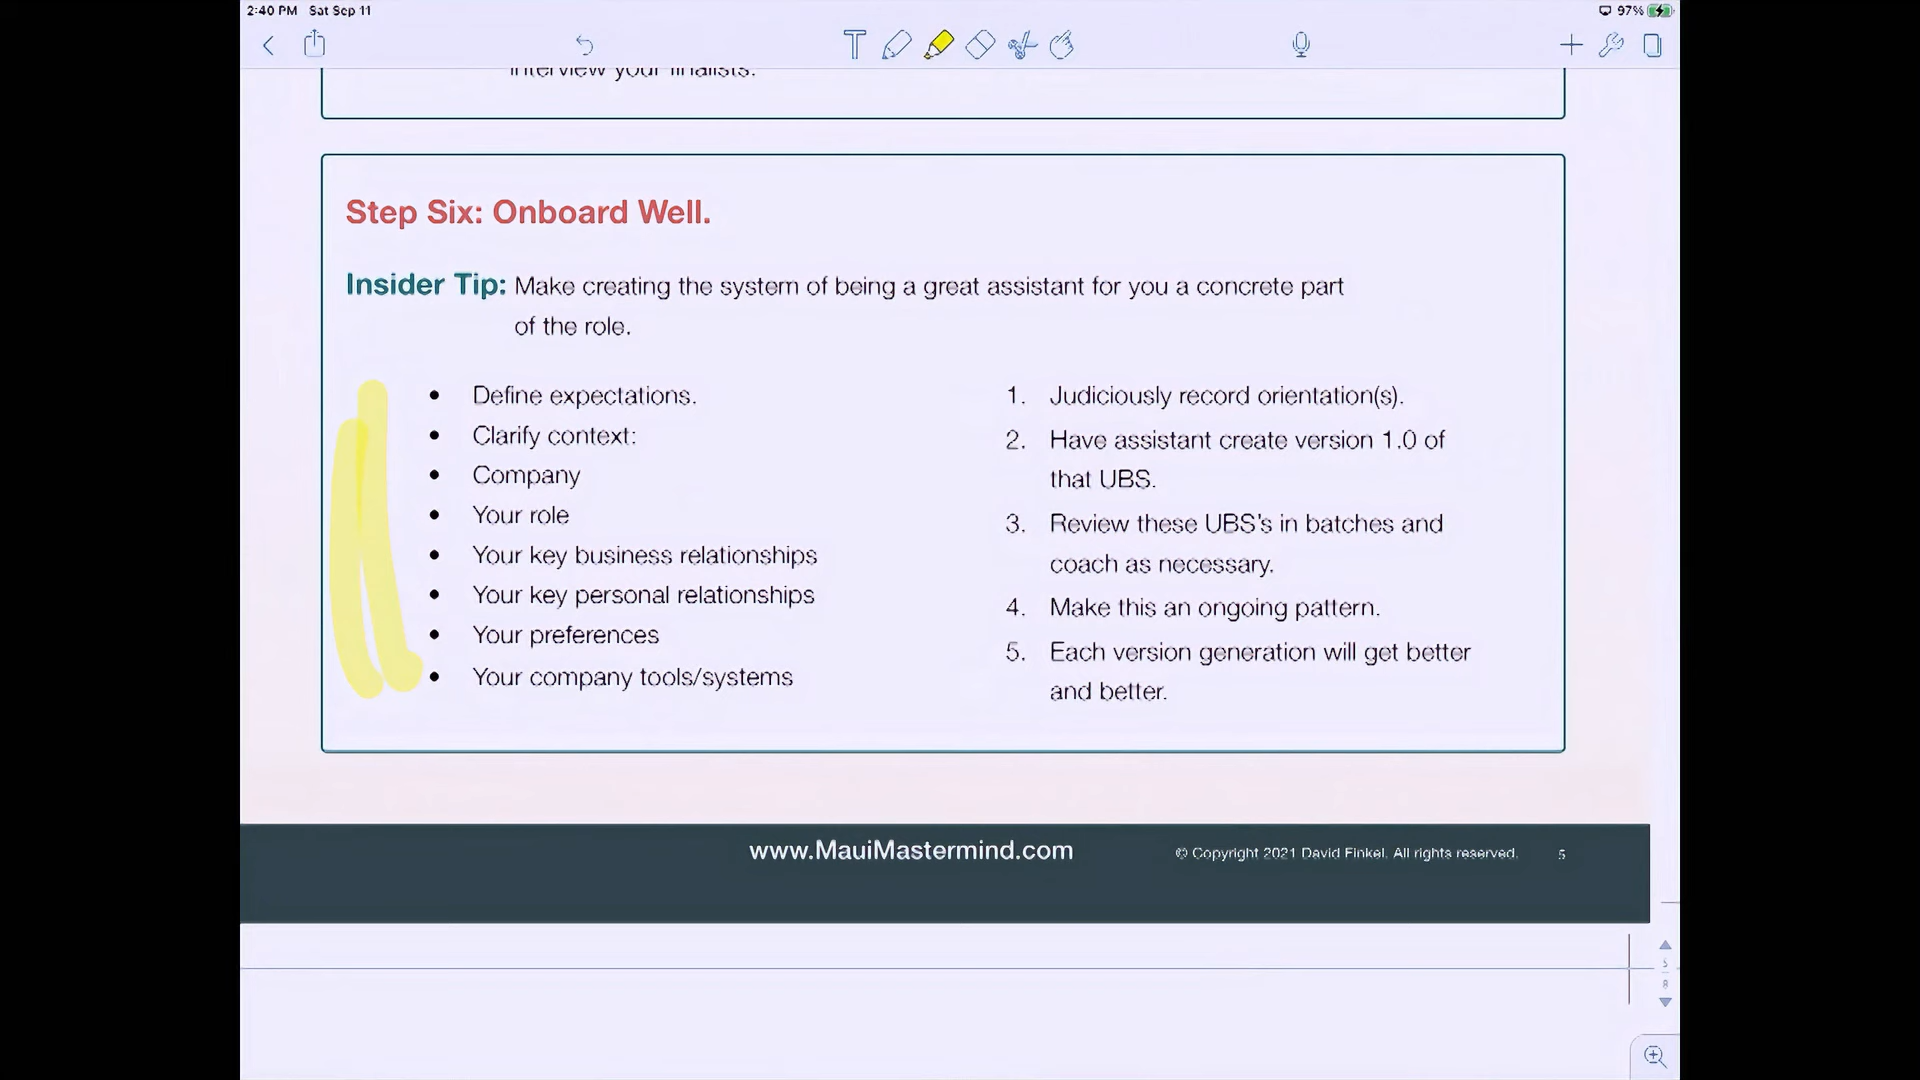 2:40 PM Sat Sep 11
97%
T
interview your finalists.
Step Six: Onboard Well.
Insider Tip: Make creating the system of being a great assistant for you a concrete part
of the role.
• Define expectations.
• Clarify context:
• Company
• Your role
• Your key business relationships
• Your key personal relationships
• Your preferences
• Your company tools/systems
1. Judiciously record orientation(s).
2. Have assistant create version 1.0 of
that UBS.
3. Review these UBS's in batches and
coach as necessary.
4. Make this an ongoing pattern.
5. Each version generation will get better
and better.
www.MauiMastermind.com
© Copyright 2021 David Finkel. All rights reserved. 5
5
8